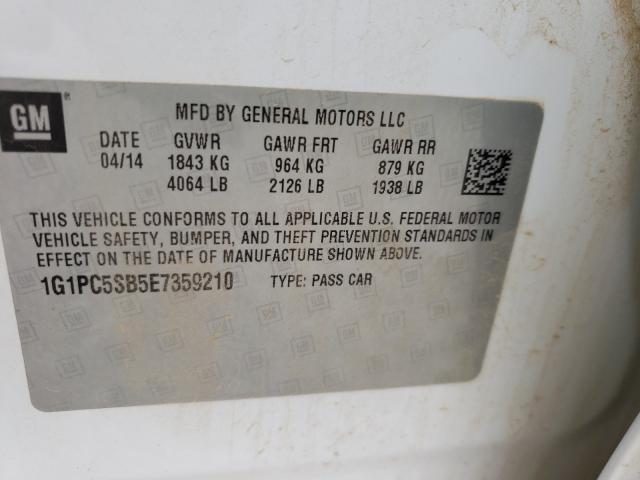 GM
MFD BY GENERAL MOTORS LLC
DATE GVWR GAWR FRT GAWR RR
04/14 1843 KG 964 KG 879 KG
4064 LB 2126 LB 1938 LB
THIS VEHICLE CONFORMS TO ALL APPLICABLE U.S. FEDERAL MOTOR
VEHICLE SAFETY, BUMPER, AND THEFT PREVENTION STANDARDS IN
EFFECT ON THE DATE OF MANUFACTURE SHOWN ABOVE.
1G1PC5SB5E7359210 TYPE: PASS CAR